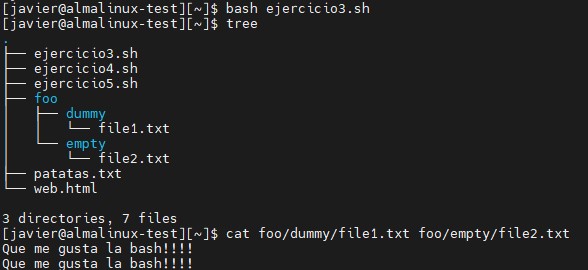 [javier@almalinux-test][~]$ bash ejercicio3.sh
[javier@almalinux-test][~]$ tree
.
├── ejercicio3.sh
├── ejercicio4.sh
├── ejercicio5.sh
├── foo
│   ├── dummy
│   │   └── file1.txt
│   └── empty
│       └── file2.txt
├── patatas.txt
└── web.html

3 directories, 7 files
[javier@almalinux-test][~]$ cat foo/dummy/file1.txt foo/empty/file2.txt
Que me gusta la bash!!!!
Que me gusta la bash!!!!